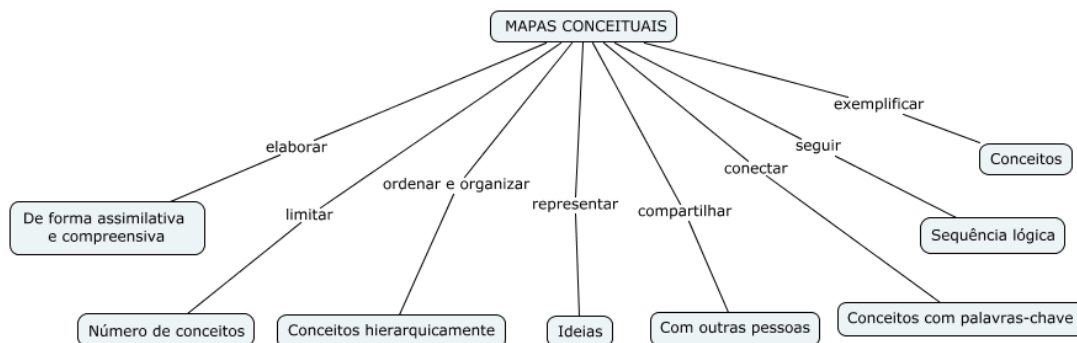 MAPAS CONCEITUAIS
exemplificar
elaborar
seguir
Conceitos
conectar
ordenar e organizar
representar
limitar
compartilhar
De forma assimilativa
e compreensiva
Sequência lógica
Número de conceitos
Conceitos hierarquicamente
Ideias
Com outras pessoas
Conceitos com palavras-chave